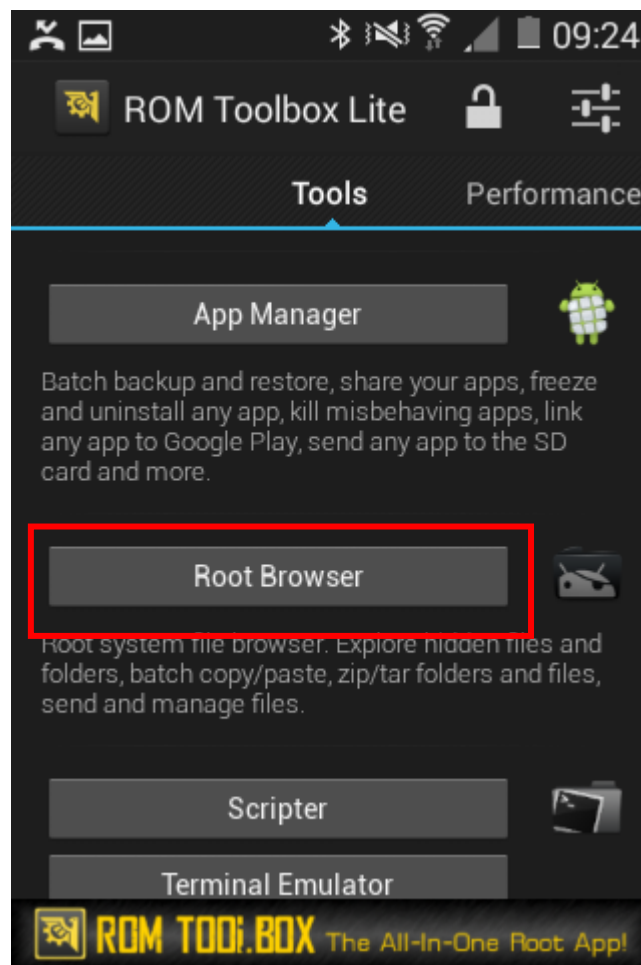 09:24
ROM Toolbox Lite
Tools Performance
App Manager
Batch backup and restore, share your apps, freeze
and uninstall any app, kill misbehaving apps, link
any app to Google Play, send any app to the SD
card and more.
Root Browser
Root system file browser. Explore hidden files and
folders, batch copy/paste, zip/tar folders and files,
send and manage files.
Scripter
Terminal Emulator
ROM TOOLBOX The All-In-One Root App!